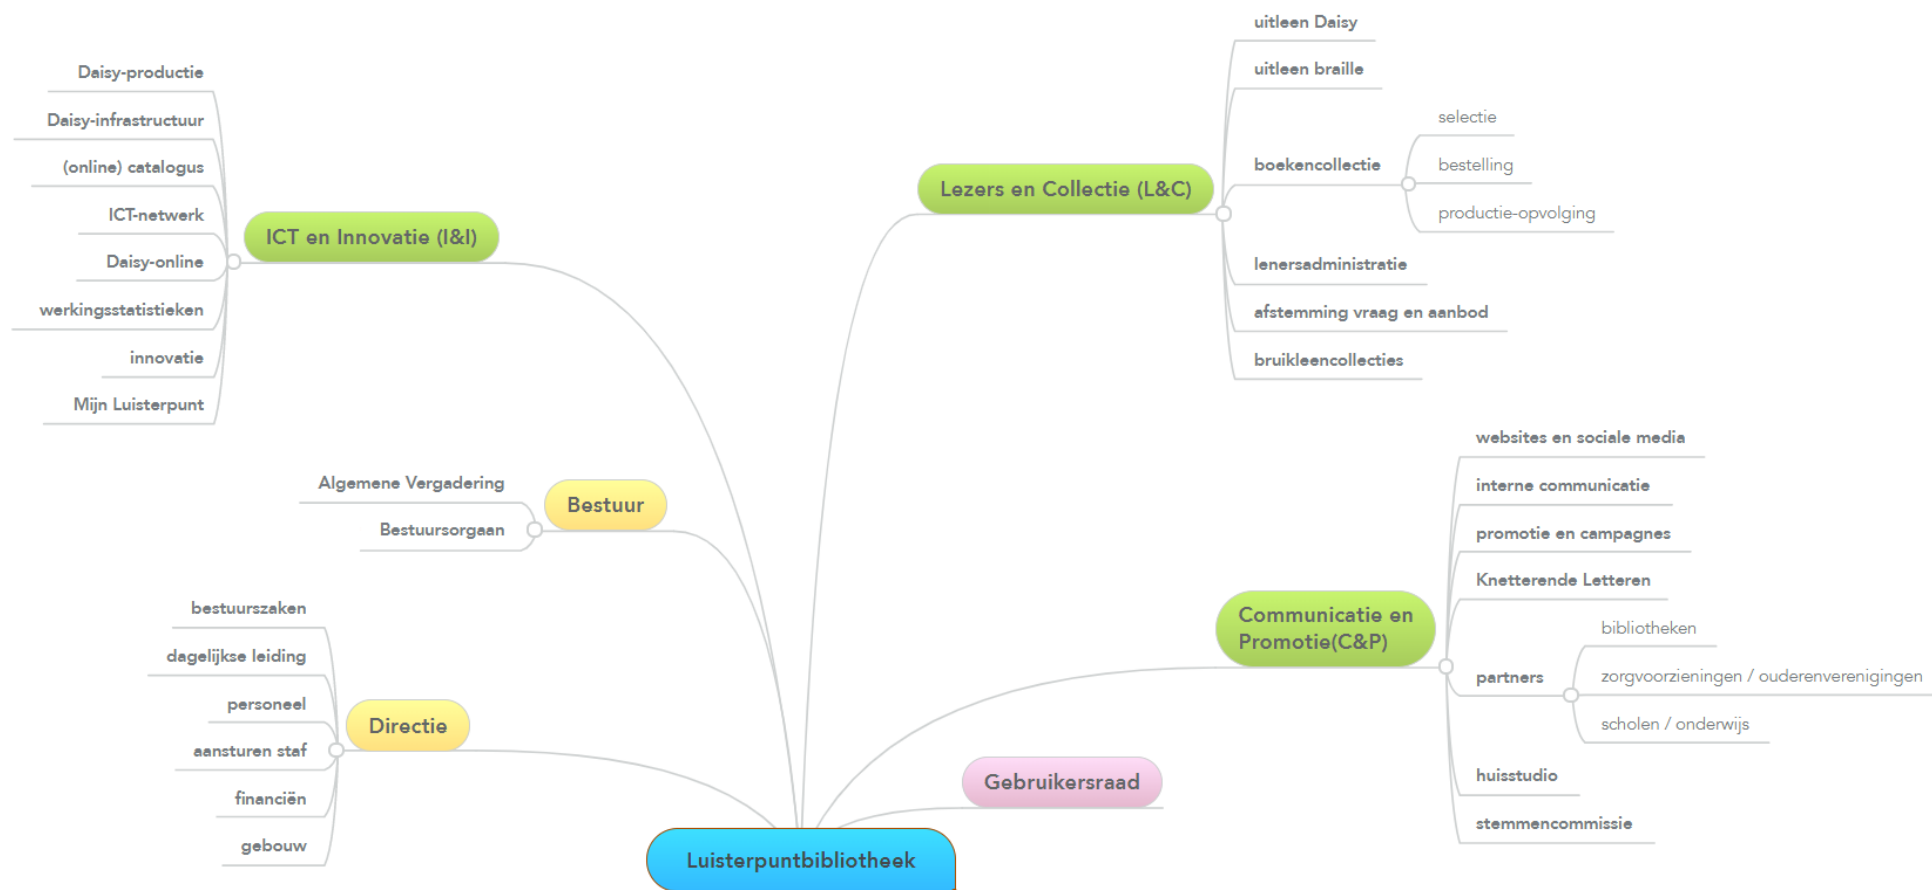 Daisy-productie
Daisy-infrastructuur
(online) catalogus
ICT-netwerk
Daisy-online
werkingsstatistieken
innovatie
Mijn Luisterpunt
ICT en Innovatie (I&I)
Algemene Vergadering
Bestuursorgaan
Bestuur
bestuurszaken
dagelijkse leiding
personeel
aansturen staf
financiën
gebouw
Directie
Luisterpuntbibliotheek
Lezers en Collectie (L&C)
uitleen Daisy
uitleen braille
boekencollectie
selectie
bestelling
productie-opvolging
lenersadministratie
afstemming vraag en aanbod
bruikleencollecties
Communicatie en
Promotie(C&P)
websites en sociale media
interne communicatie
promotie en campagnes
Knetterende Letteren
partners
bibliotheken
zorgvoorzieningen / ouderenverenigingen
scholen / onderwijs
huisstudio
stemmencommissie
Gebruikersraad